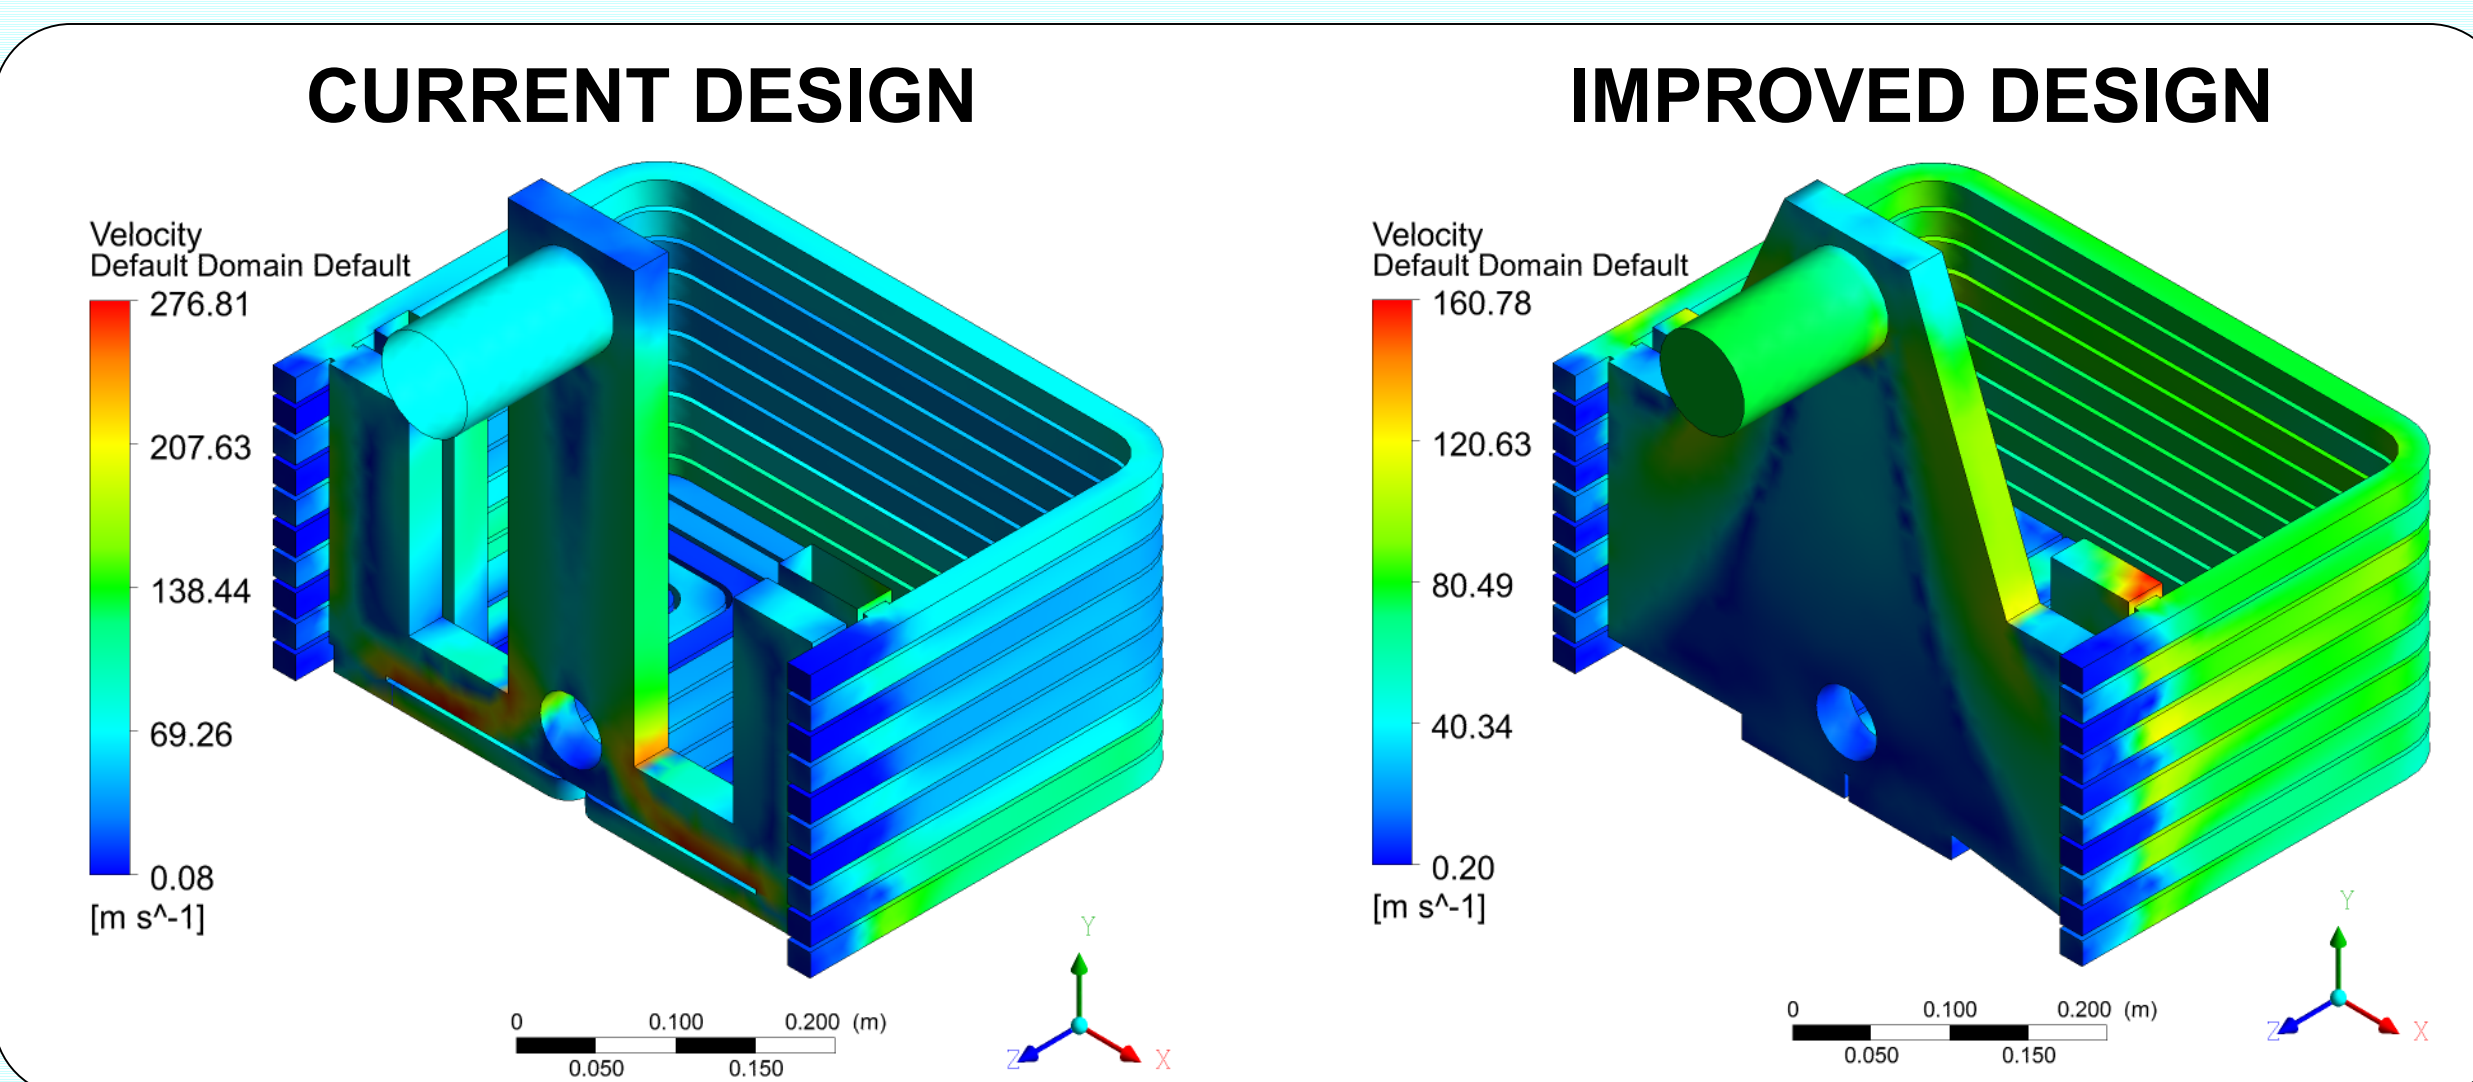 CURRENT DESIGN
Velocity
Default Domain Default
276.81
207.63
138.44
69.26
0.08
[m s^-1]
0 0.100 0.200 (m)
0.050 0.150
Y
Z X
IMPROVED DESIGN
Velocity
Default Domain Default
160.78
120.63
80.49
40.34
0.20
[m s^-1]
0 0.100 0.200 (m)
0.050 0.150
Y
Z X